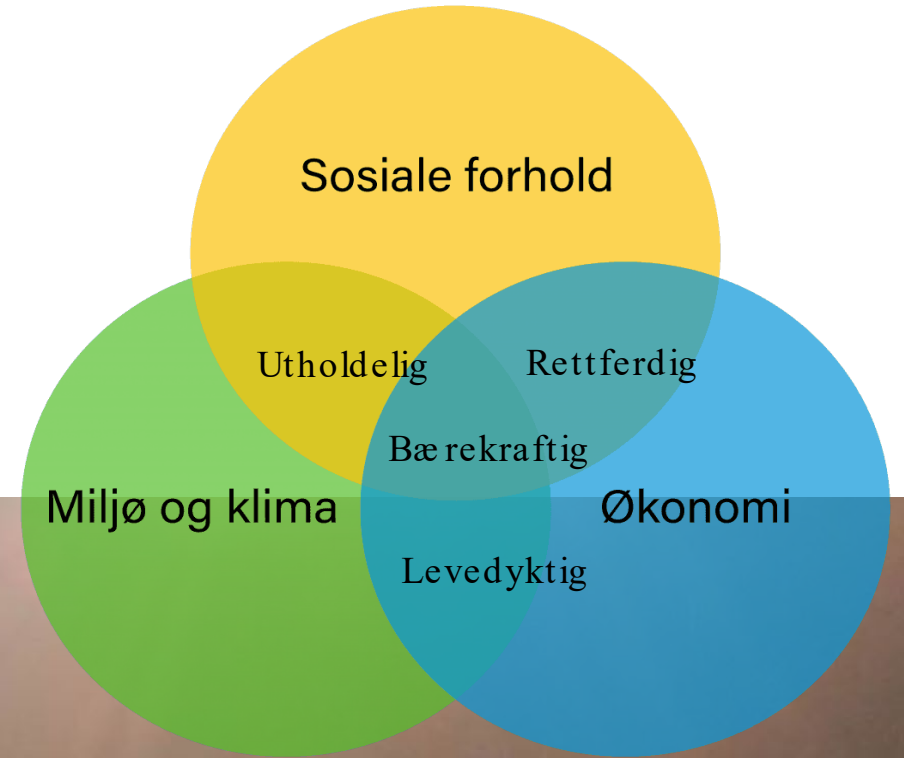 Sosiale forhold
Utholdelig
Rettferdig
Bærekraftig
Miljø og klima
Økonomi
Levedyktig